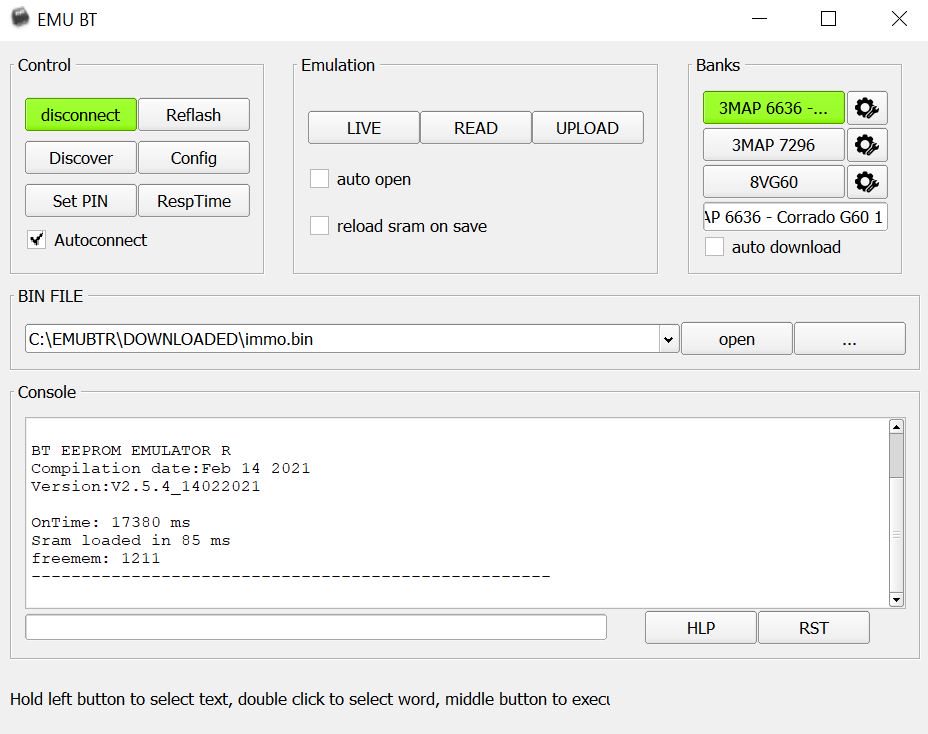 EMU BT
Control
Emulation
Banks
disconnect
Reflash
Discover
Config
Set PIN
RespTime
Autoconnect
LIVE
READ
UPLOAD
auto open
reload sram on save
3MAP 6636 -...
3MAP 7296
8VG60
AP 6636 - Corrado G60 1
auto download
BIN FILE
C:\EMUBTR\DOWNLOADED\immo.bin
open
...
Console
BT EEPROM EMULATOR R
Compilation date:Feb 14 2021
Version:V2.5.4_14022021
OnTime: 17380 ms
Sram loaded in 85 ms
freemem: 1211
----------------------------------------------------
HLP
RST
Hold left button to select text, double click to select word, middle button to execu